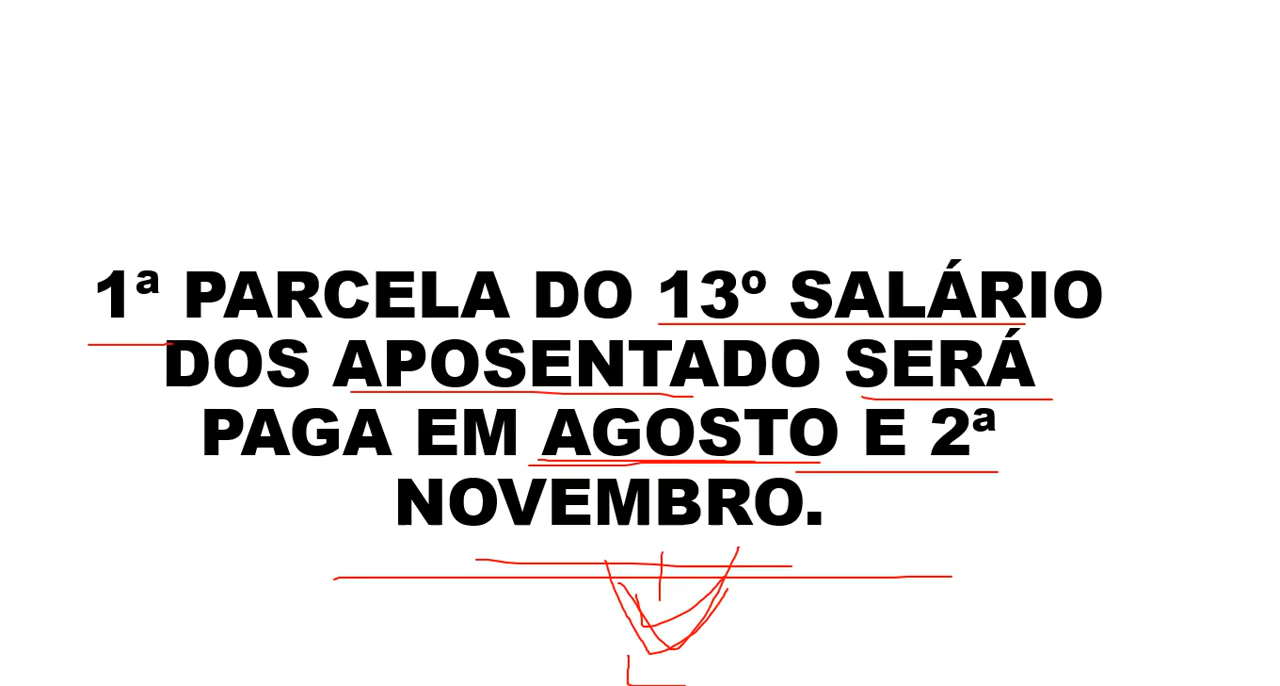 1ª PARCELA DO 13º SALÁRIO
DOS APOSENTADO SERÁ
PAGA EM AGOSTO E 2ª
NOVEMBRO.